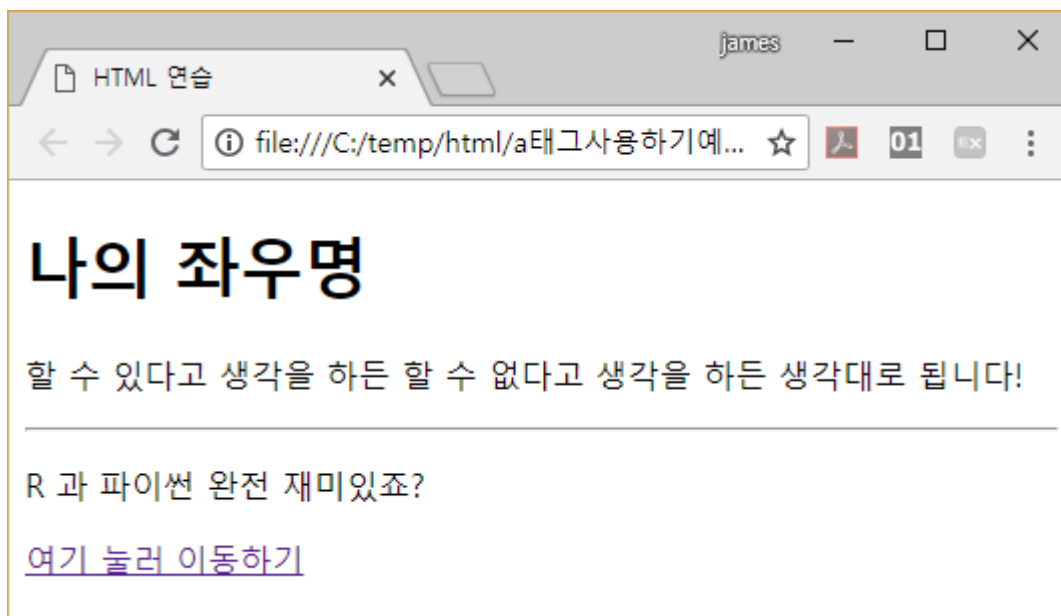 james
HTML 연습
file:///C:/temp/html/a태그사용하기예...
01
EX
나의 좌우명
할 수 있다고 생각을 하든 할 수 없다고 생각을 하든 생각대로 됩니다!
R 과 파이썬 완전 재미있죠?
여기 눌러 이동하기